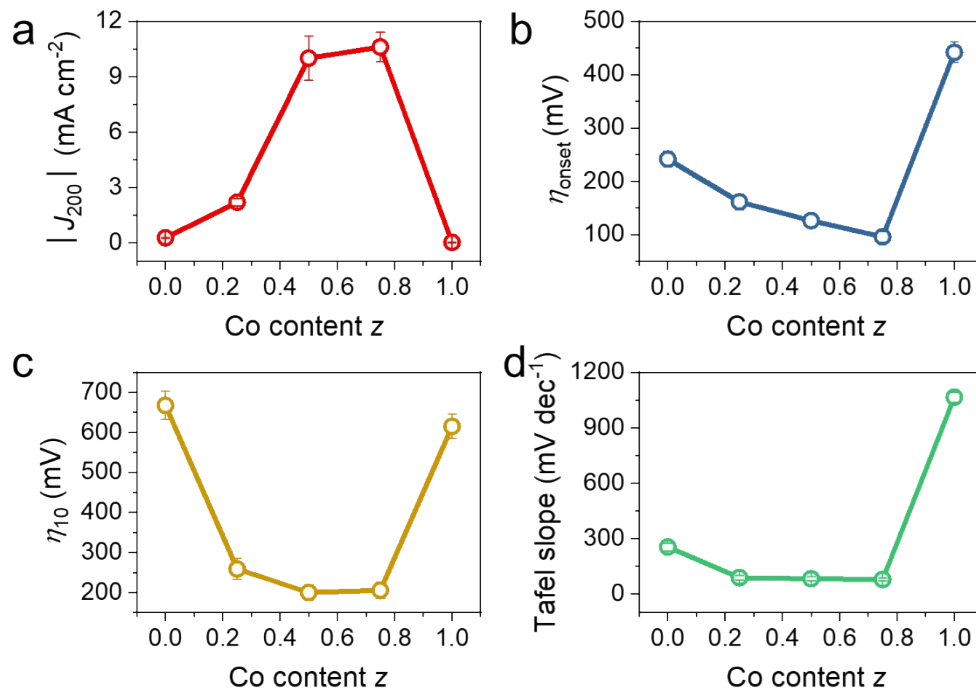 a
|J₂₀₀| (mA cm⁻²)
12
9
6
3
0
0.0 0.2 0.4 0.6 0.8 1.0
Co content z
b
η_onset (mV)
500
400
300
200
100
0.0 0.2 0.4 0.6 0.8 1.0
Co content z
c
η₁₀ (mV)
700
600
500
400
300
200
0.0 0.2 0.4 0.6 0.8 1.0
Co content z
d
Tafel slope (mV dec⁻¹)
1200
900
600
300
0
0.0 0.2 0.4 0.6 0.8 1.0
Co content z